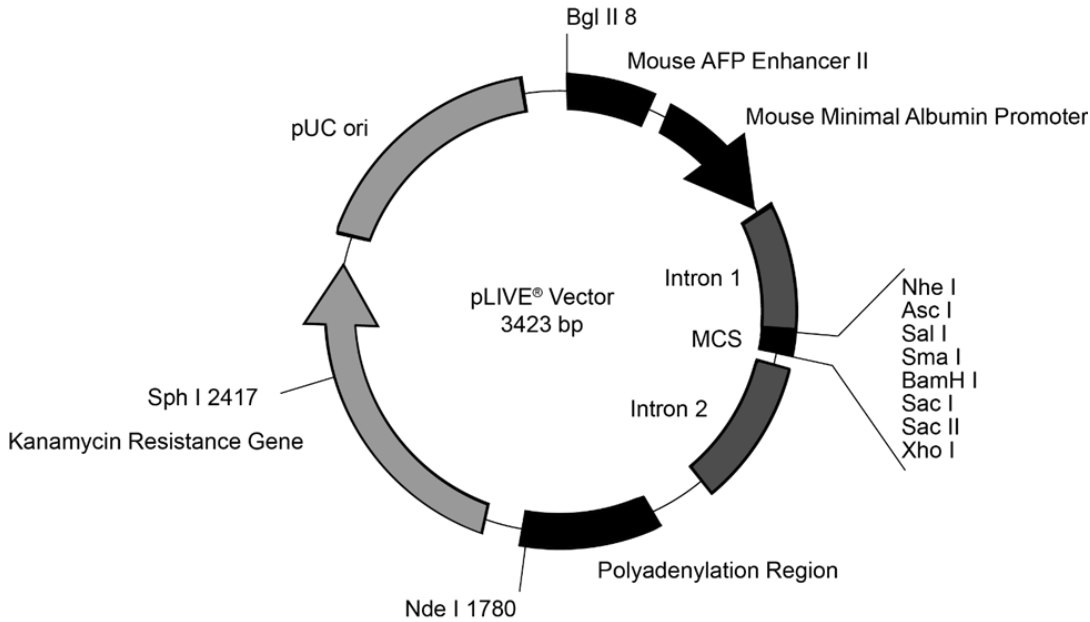 Bgl II 8
Mouse AFP Enhancer II
Mouse Minimal Albumin Promoter
pUC ori
Intron 1
pLIVE® Vector
3423 bp
MCS
Nhe I
Asc I
Sal I
Sma I
BamH I
Sac I
Sac II
Xho I
Intron 2
Sph I 2417
Kanamycin Resistance Gene
Polyadenylation Region
Nde I 1780